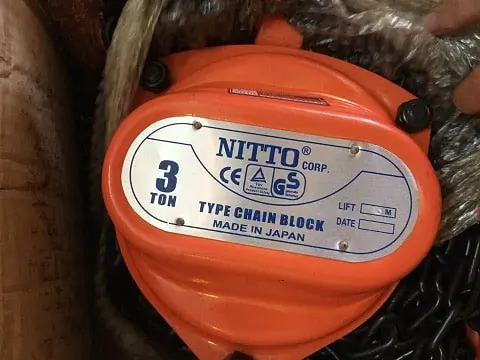 NITTO® CORP.
3 TON
CE
GS
TYPE CHAIN BLOCK
MADE IN JAPAN
LIFT M
DATE